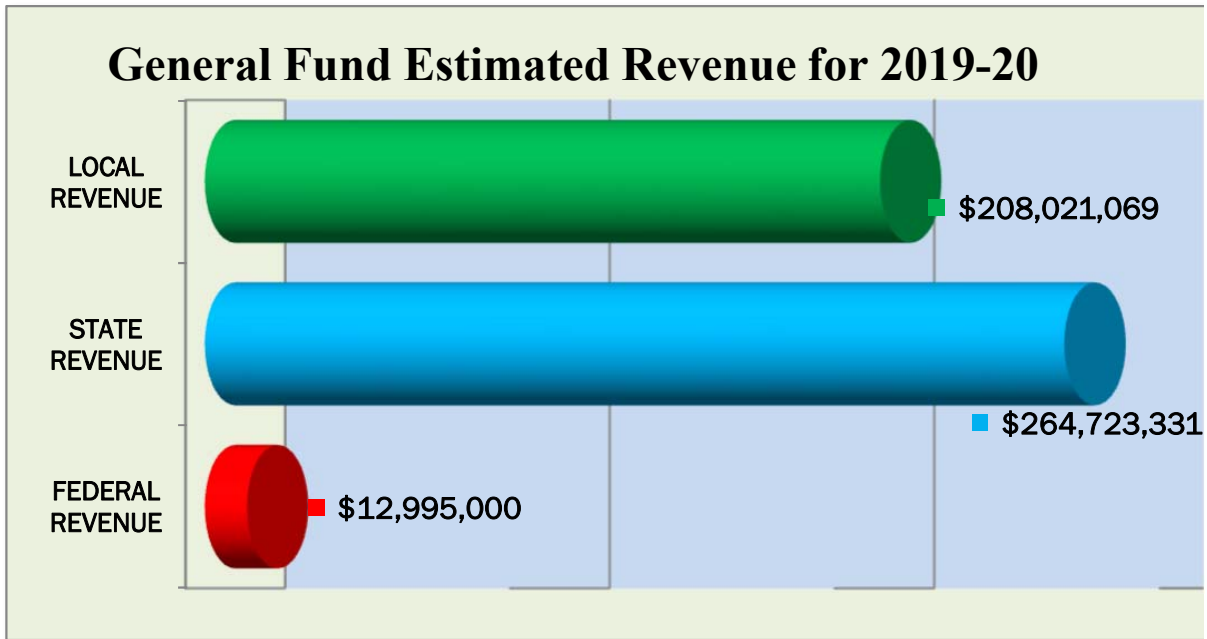 General Fund Estimated Revenue for 2019-20
LOCAL
REVENUE
$208,021,069
STATE
REVENUE
$264,723,331
FEDERAL
REVENUE
$12,995,000